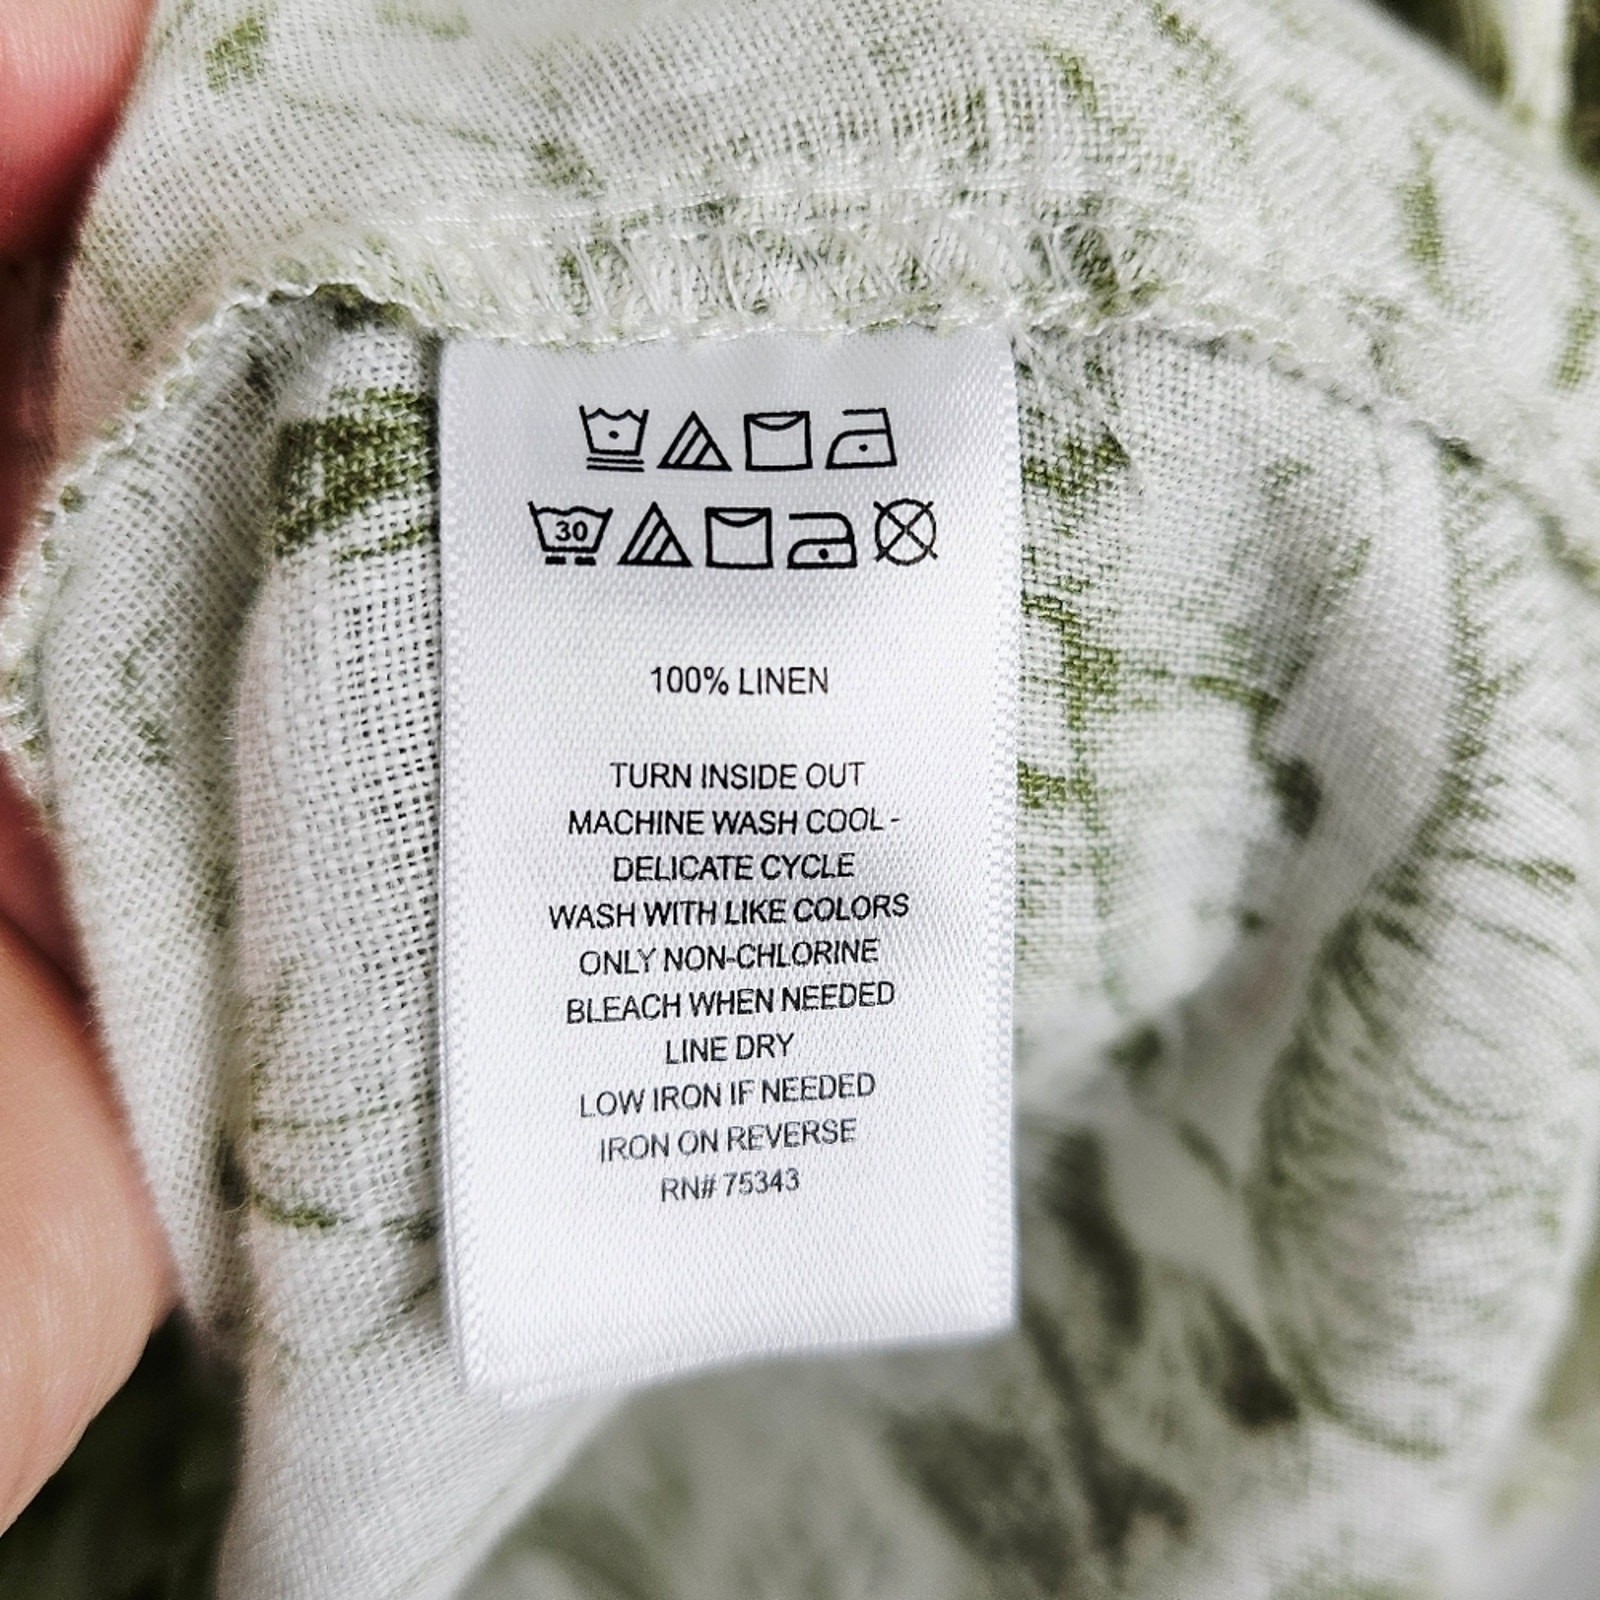 30
100% LINEN
TURN INSIDE OUT
MACHINE WASH COOL -
DELICATE CYCLE
WASH WITH LIKE COLORS
ONLY NON-CHLORINE
BLEACH WHEN NEEDED
LINE DRY
LOW IRON IF NEEDED
IRON ON REVERSE
RN# 75343